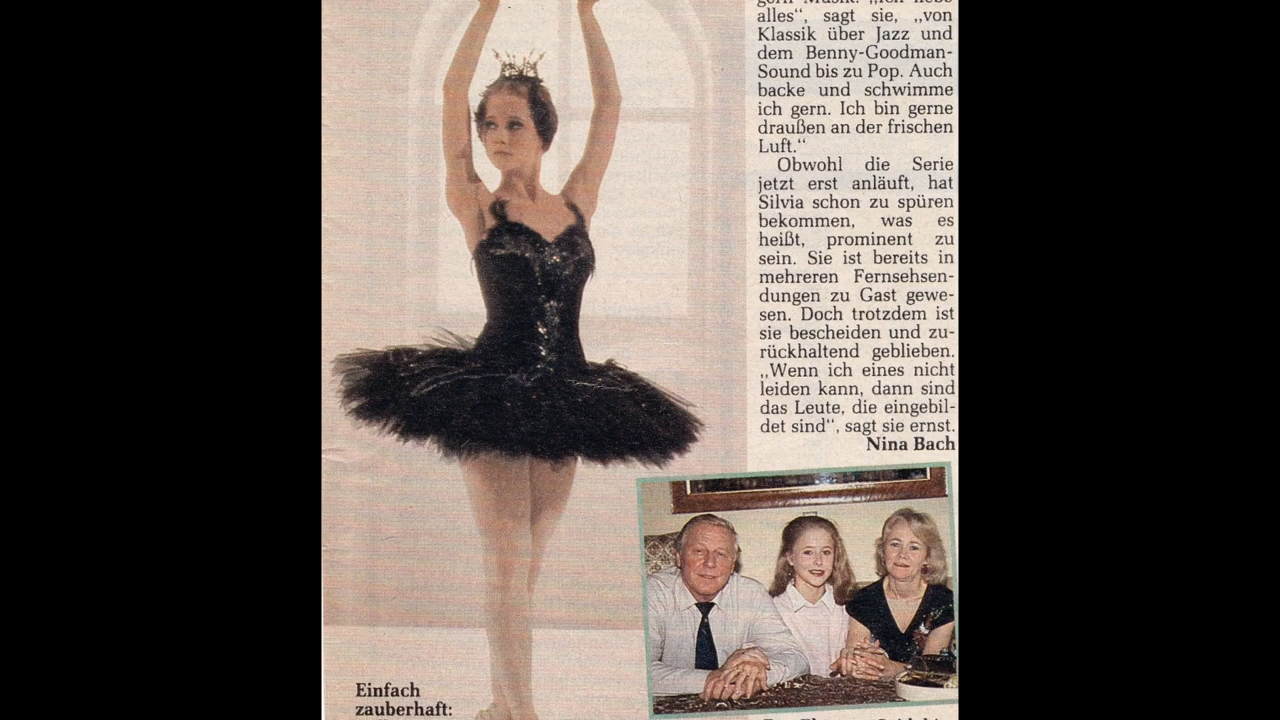 alles“, sagt sie, „von
Klassik über Jazz und
dem Benny-Goodman-
Sound bis zu Pop. Auch
backe und schwimme
ich gern. Ich bin gerne
draußen an der frischen
Luft.“
Obwohl die Serie
jetzt erst anläuft, hat
Silvia schon zu spüren
bekommen, was es
heißt, prominent zu
sein. Sie ist bereits in
mehreren Fernsehsen-
dungen zu Gast gewe-
sen. Doch trotzdem ist
sie bescheiden und zu-
rückhaltend geblieben.
„Wenn ich eines nicht
leiden kann, dann sind
das Leute, die eingebil-
det sind“, sagt sie ernst.
Nina Bach
Einfach
zauberhaft: